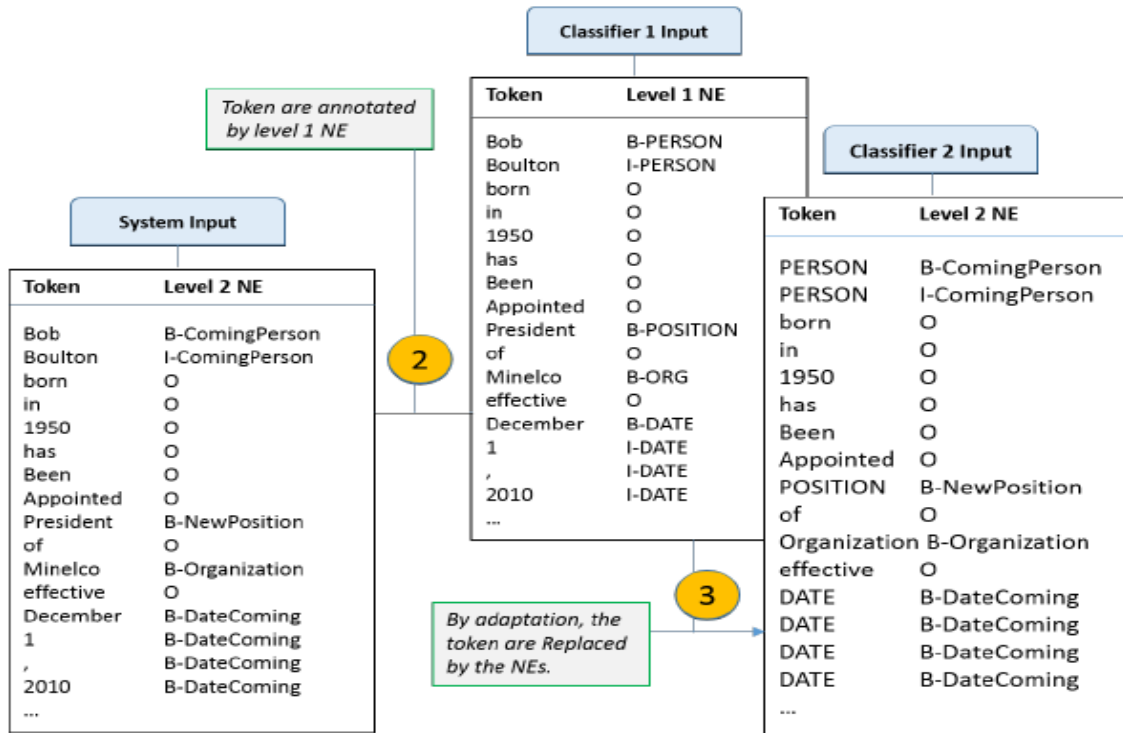 Classifier 1 Input
Token Level 1 NE
Bob B-PERSON
Boulton I-PERSON
born O
in O
1950 O
has O
Been O
Appointed O
President B-POSITION
of O
Minelco B-ORG
effective O
December B-DATE
1 I-DATE
, I-DATE
2010 I-DATE
...
Token are annotated
by level 1 NE
Classifier 2 Input
Token Level 2 NE
PERSON B-ComingPerson
PERSON I-ComingPerson
born O
in O
1950 O
has O
Been O
Appointed O
POSITION B-NewPosition
of O
Organization B-Organization
effective O
DATE B-DateComing
DATE B-DateComing
DATE B-DateComing
DATE B-DateComing
...
System Input
Token Level 2 NE
Bob B-ComingPerson
Boulton I-ComingPerson
born O
in O
1950 O
has O
Been O
Appointed O
President B-NewPosition
of O
Minelco B-Organization
effective O
December B-DateComing
1 B-DateComing
, B-DateComing
2010 B-DateComing
...
2
3
By adaptation, the
token are Replaced
by the NEs.